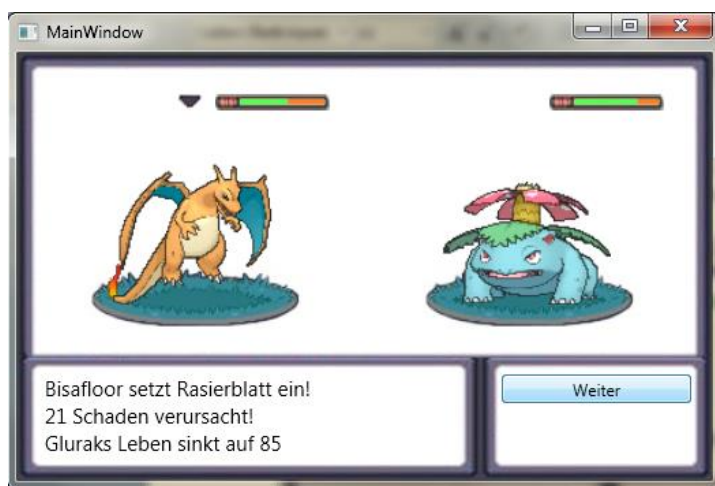 MainWindow
Bisafloor setzt Rasierblatt ein!
21 Schaden verursacht!
Gluraks Leben sinkt auf 85
Weiter